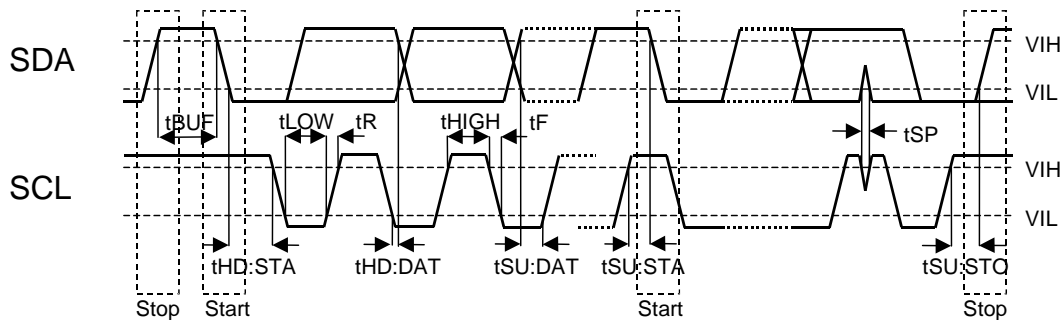 SDA
VIH
VIL
tBUF
tLOW
tR
tHIGH
tF
tSP
SCL
VIH
VIL
tHD:STA
tHD:DAT
tSU:DAT
tSU:STA
tSU:STO
Stop
Start
Start
Stop